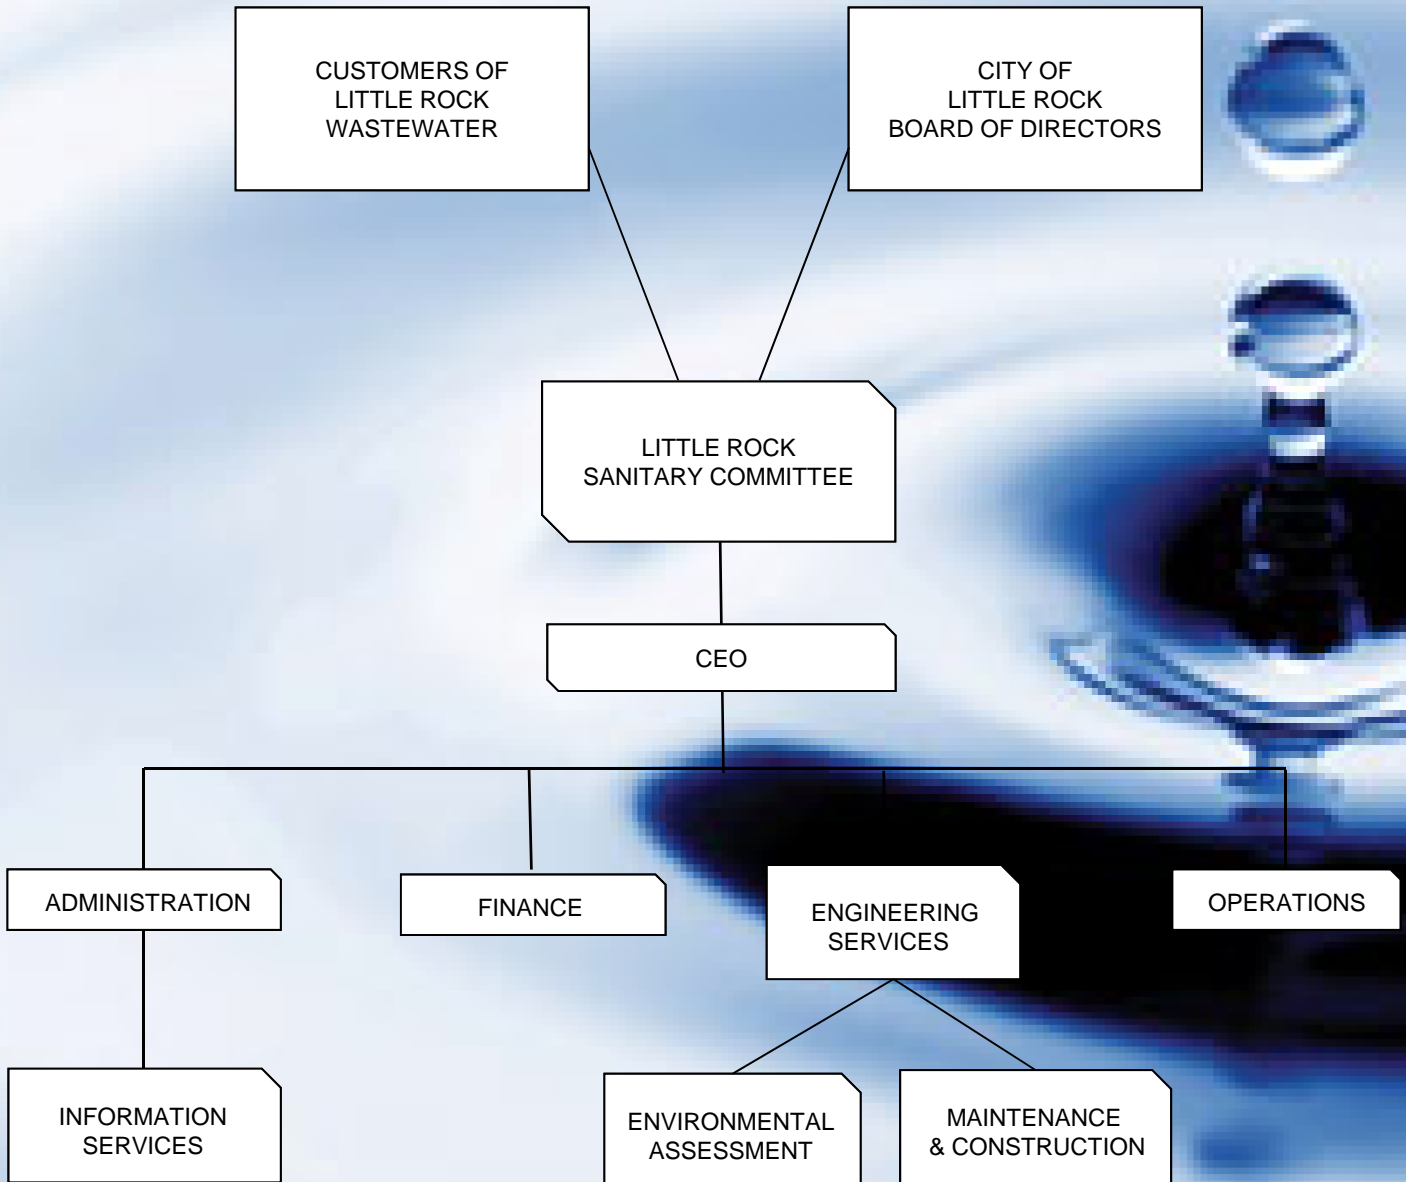 CUSTOMERS OF
LITTLE ROCK
WASTEWATER
CITY OF
LITTLE ROCK
BOARD OF DIRECTORS
LITTLE ROCK
SANITARY COMMITTEE
CEO
ADMINISTRATION
FINANCE
ENGINEERING
SERVICES
OPERATIONS
INFORMATION
SERVICES
ENVIRONMENTAL
ASSESSMENT
MAINTENANCE
& CONSTRUCTION